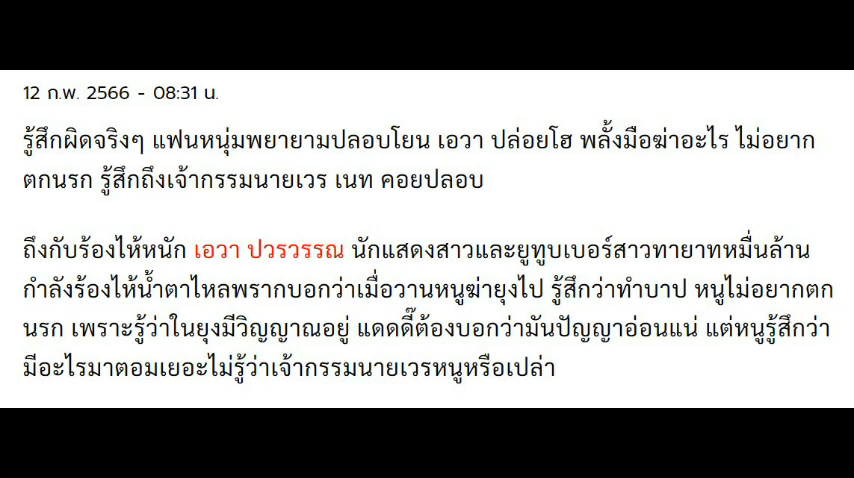 12 ก.พ. 2566 - 08:31 น.
รู้สึกผิดจริงๆ แฟนหนุ่มพยายามปลอบโยน เอวา ปล่อยโฮ พลั้งมือฆ่าอะไร ไม่อยาก
ตกนรก รู้สึกถึงเจ้ากรรมนายเวร เนท คอยปลอบ
ถึงกับร้องไห้หนัก เอวา ปวรวรรณ นักแสดงสาวและยูทูบเบอร์สาวทายาทหมื่นล้าน
กำลังร้องไห้น้ำตาไหลพรากบอกว่าเมื่อวานหนูฆ่ายุงไป รู้สึกว่าทำบาป หนูไม่อยากตก
นรก เพราะรู้ว่าในยุงมีวิญญาณอยู่ แดดดี๊ต้องบอกว่ามันปัญญาอ่อนแน่ แต่หนูรู้สึกว่า
มีอะไรมาตอมเยอะไม่รู้ว่าเจ้ากรรมนายเวรหนูหรือเปล่า